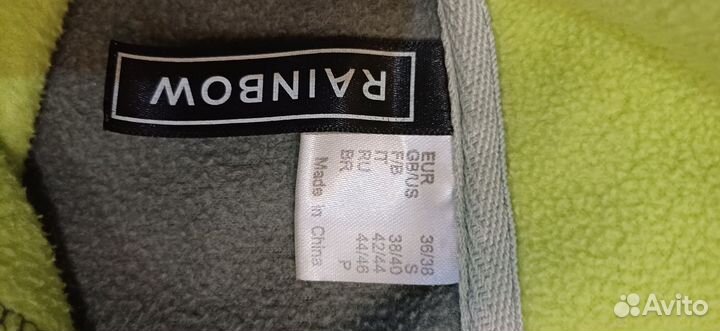 RAINBOW
EUR 36/38
GB/US S
F/B 38/40
IT 42/44
RU 44/46
BR P
Made in China
Avito